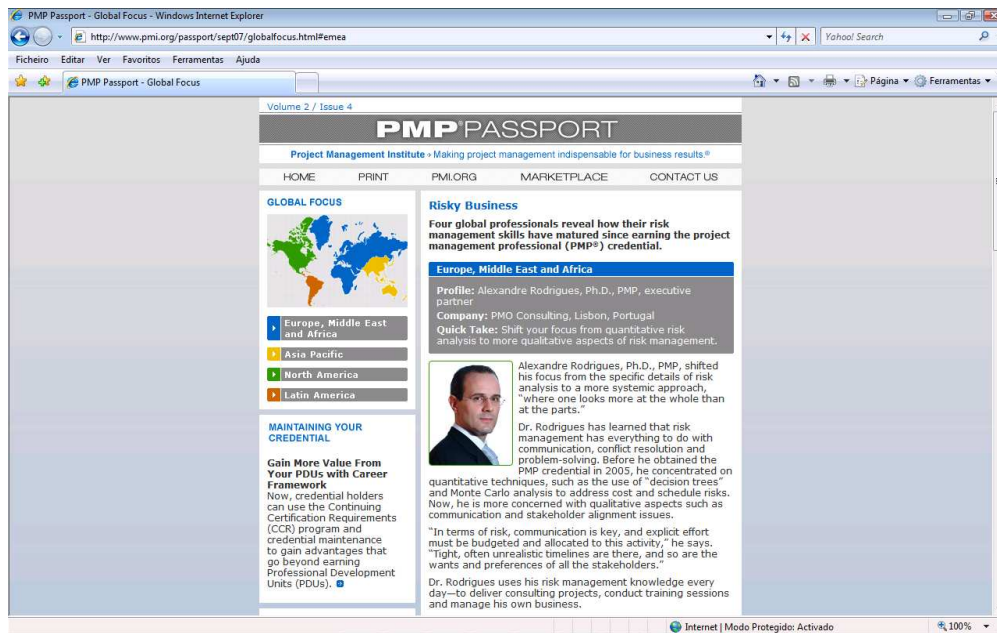 PMP Passport - Global Focus - Windows Internet Explorer
http://www.pmi.org/passport/sept07/globalfocus.html#emea
Yahoo! Search
Ficheiro Editar Ver Favoritos Ferramentas Ajuda
PMP Passport - Global Focus
Página
Ferramentas
Volume 2 / Issue 4
PMP® PASSPORT
Project Management Institute » Making project management indispensable for business results.®
HOME PRINT PMI.ORG MARKETPLACE CONTACT US
GLOBAL FOCUS
Europe, Middle East
and Africa
Asia Pacific
North America
Latin America
MAINTAINING YOUR
CREDENTIAL
Gain More Value From
Your PDUs with Career
Framework
Now, credential holders
can use the Continuing
Certification Requirements
(CCR) program and
credential maintenance
to gain advantages that
go beyond earning
Professional Development
Units (PDUs).
Risky Business
Four global professionals reveal how their risk
management skills have matured since earning the project
management professional (PMP®) credential.
Europe, Middle East and Africa
Profile: Alexandre Rodrigues, Ph.D., PMP, executive
partner
Company: PMO Consulting, Lisbon, Portugal
Quick Take: Shift your focus from quantitative risk
analysis to more qualitative aspects of risk management.
Alexandre Rodrigues, Ph.D., PMP, shifted
his focus from the specific details of risk
analysis to a more systemic approach,
"where one looks more at the whole than
at the parts."
Dr. Rodrigues has learned that risk
management has everything to do with
communication, conflict resolution and
problem-solving. Before he obtained the
PMP credential in 2005, he concentrated on
quantitative techniques, such as the use of "decision trees"
and Monte Carlo analysis to address cost and schedule risks.
Now, he is more concerned with qualitative aspects such as
communication and stakeholder alignment issues.
"In terms of risk, communication is key, and explicit effort
must be budgeted and allocated to this activity," he says.
"Tight, often unrealistic timelines are there, and so are the
wants and preferences of all the stakeholders."
Dr. Rodrigues uses his risk management knowledge every
day—to deliver consulting projects, conduct training sessions
and manage his own business.
Internet | Modo Protegido: Activado
100%